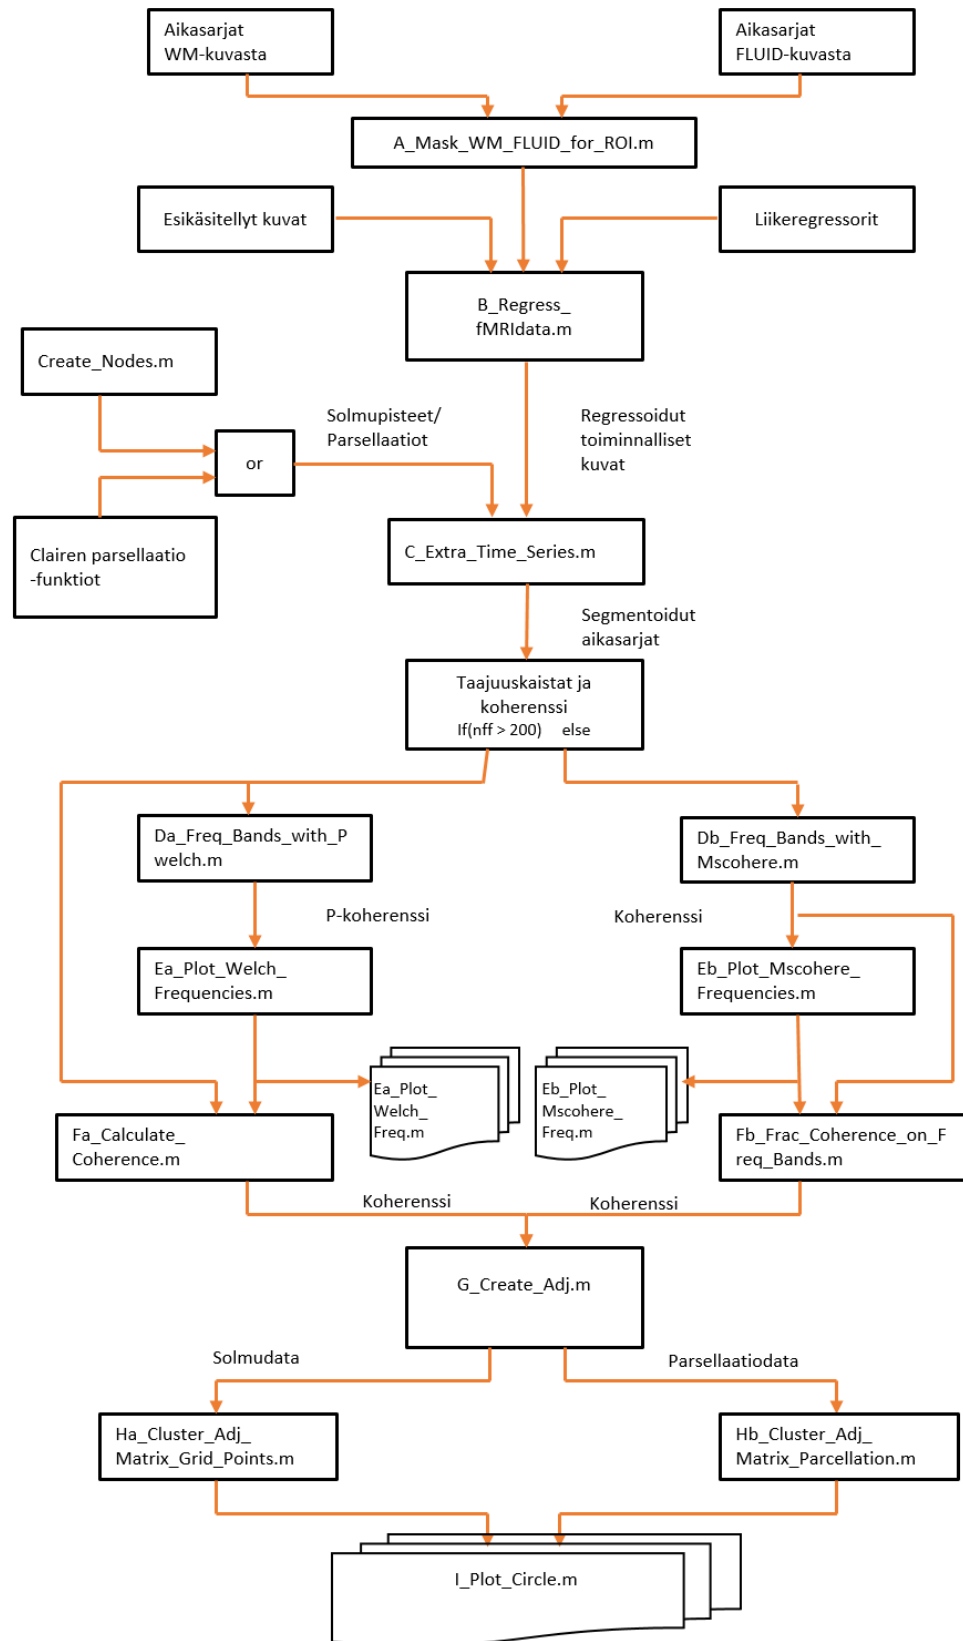 Aikasarjat
WM-kuvasta
Aikasarjat
FLUID-kuvasta
A_Mask_WM_FLUID_for_ROI.m
Esikäsitellyt kuvat
Liikeregressorit
B_Regress_
fMRIdata.m
Create_Nodes.m
Solmupisteet/
Parsellaatiot
Regressoidut
toiminnalliset
kuvat
or
Clairen parsellaatio
-funktiot
C_Extra_Time_Series.m
Segmentoidut
aikasarjat
Taajuuskaistat ja
koherenssi
If(nff > 200) else
Da_Freq_Bands_with_P
welch.m
Db_Freq_Bands_with_
Mscohere.m
P-koherenssi
Koherenssi
Ea_Plot_Welch_
Frequencies.m
Eb_Plot_Mscohere_
Frequencies.m
Ea_Plot_
Welch_
Freq.m
Eb_Plot_
Mscohere_
Freq.m
Fa_Calculate_
Coherence.m
Fb_Frac_Coherence_on_F
req_Bands.m
Koherenssi
Koherenssi
G_Create_Adj.m
Solmudata
Parsellaatiodata
Ha_Cluster_Adj_
Matrix_Grid_Points.m
Hb_Cluster_Adj_
Matrix_Parcellation.m
I_Plot_Circle.m